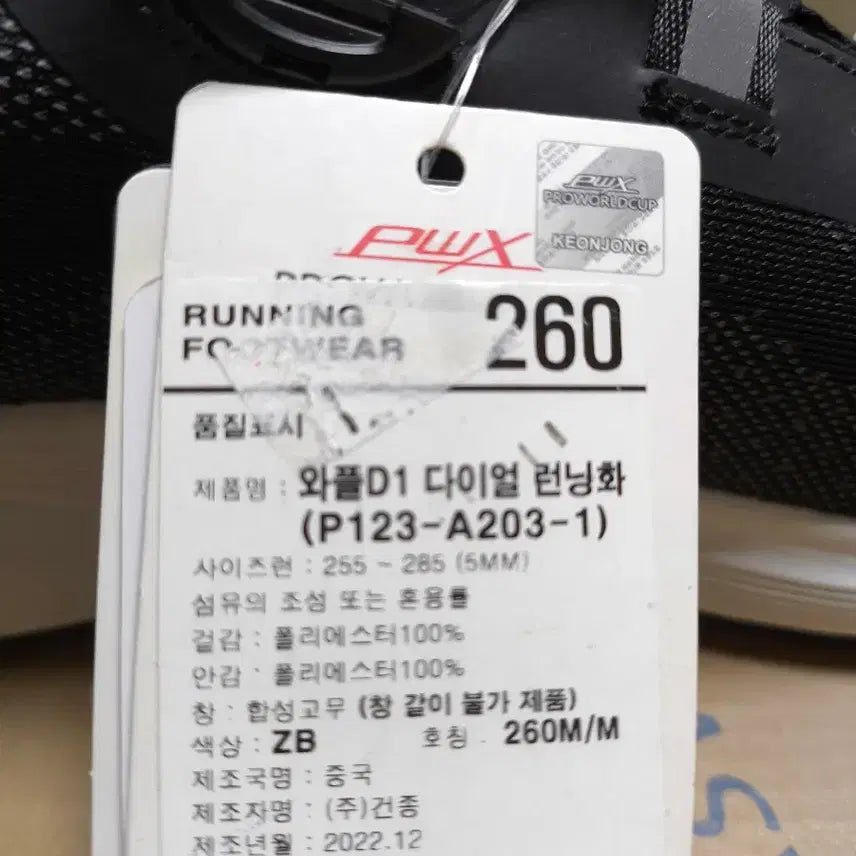 PWX
PWX
PROWORLDCUP
KEONJONG
RUNNING
FOOTWEAR
260
품질표시
제품명 : 와플D1 다이얼 런닝화
(P123-A203-1)
사이즈런 : 255 ~ 285 (5MM)
섬유의 조성 또는 혼용률
겉감 : 폴리에스터100%
안감 : 폴리에스터100%
창 : 합성고무 (창 같이 불가 제품)
색상 : ZB 호칭 . 260M/M
제조국명 : 중국
제조자명 : (주)건종
제조년월 : 2022.12